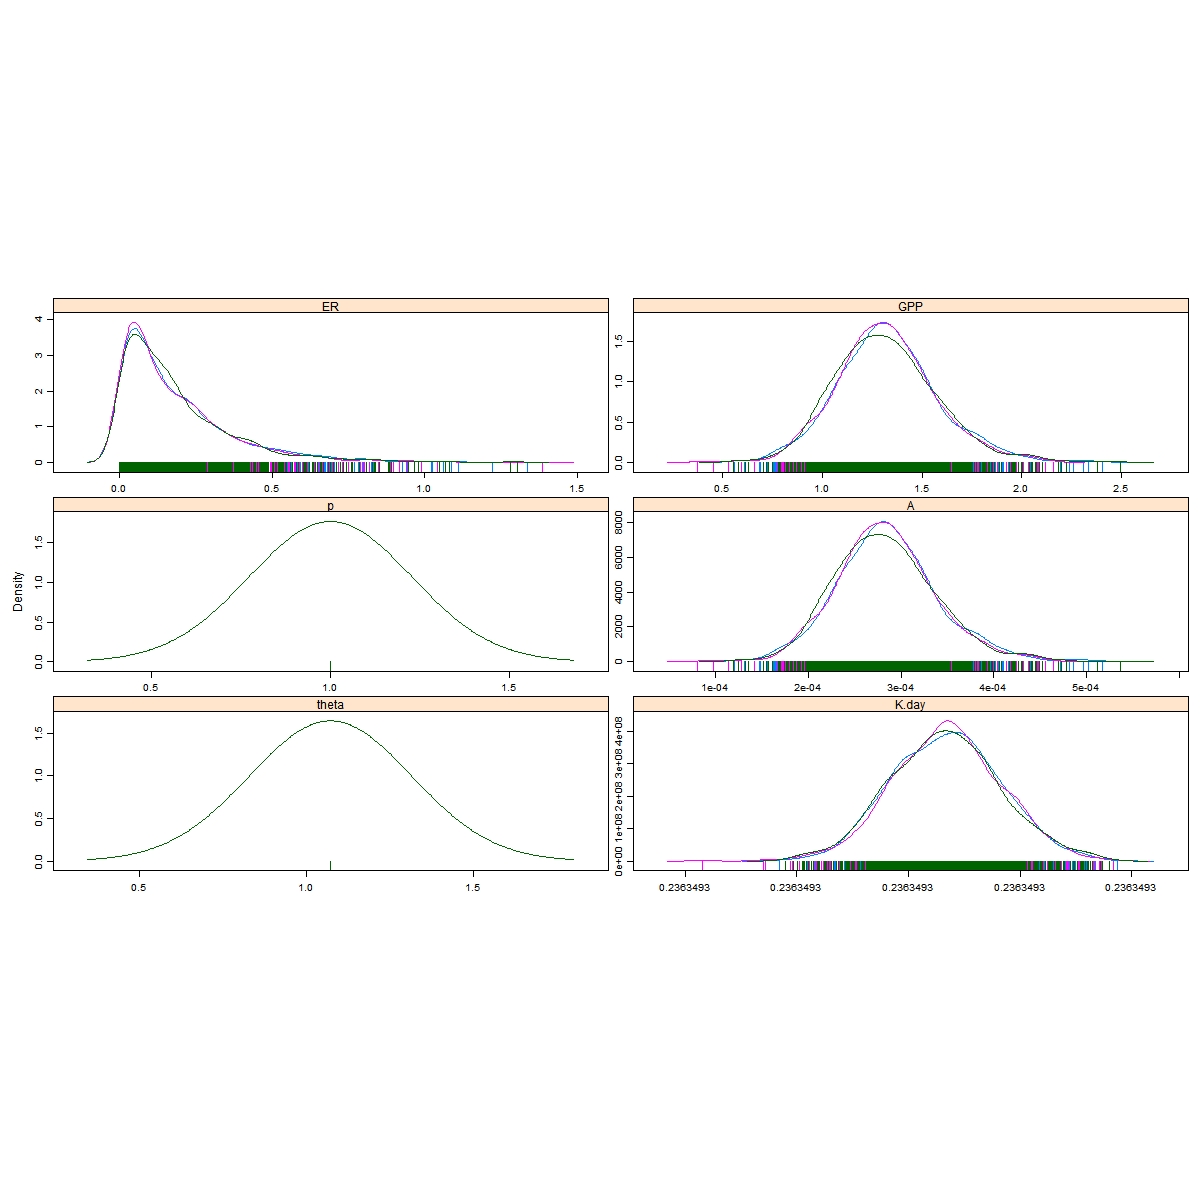 ER
GPP
0 1 2 3 4
0.0 0.5 1.0 1.5
0.0 0.5 1.0 1.5
0.5 1.0 1.5 2.0 2.5
p
A
0.0 0.5 1.0 1.5
0.5 1.0 1.5
0 2000 4000 6000 8000
1e-04 2e-04 3e-04 4e-04 5e-04
Density
theta
K.day
0.0 0.5 1.0 1.5
0.5 1.0 1.5
0e+00 1e+08 2e+08 3e+08 4e+08
0.2363493 0.2363493 0.2363493 0.2363493 0.2363493